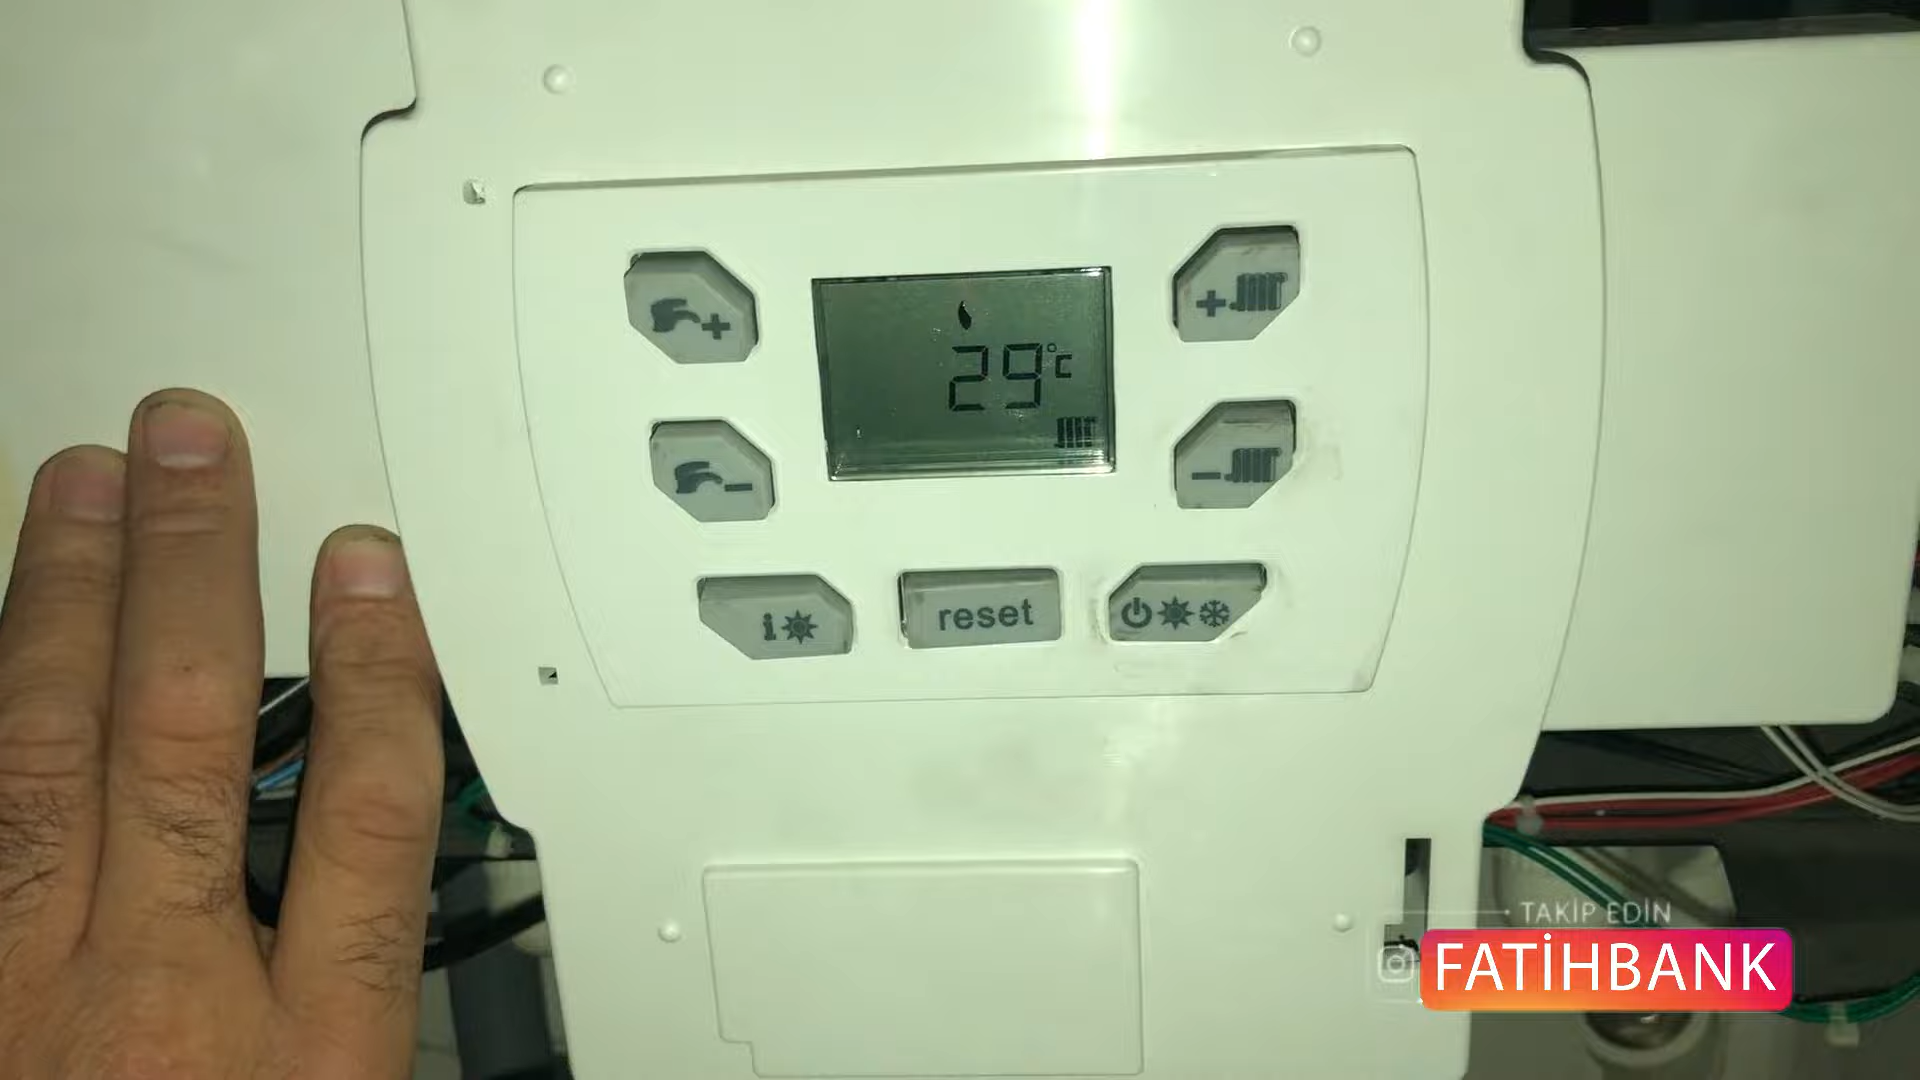 29°C
+
+
-
-
i
reset
TAKİP EDİN
FATİHBANK